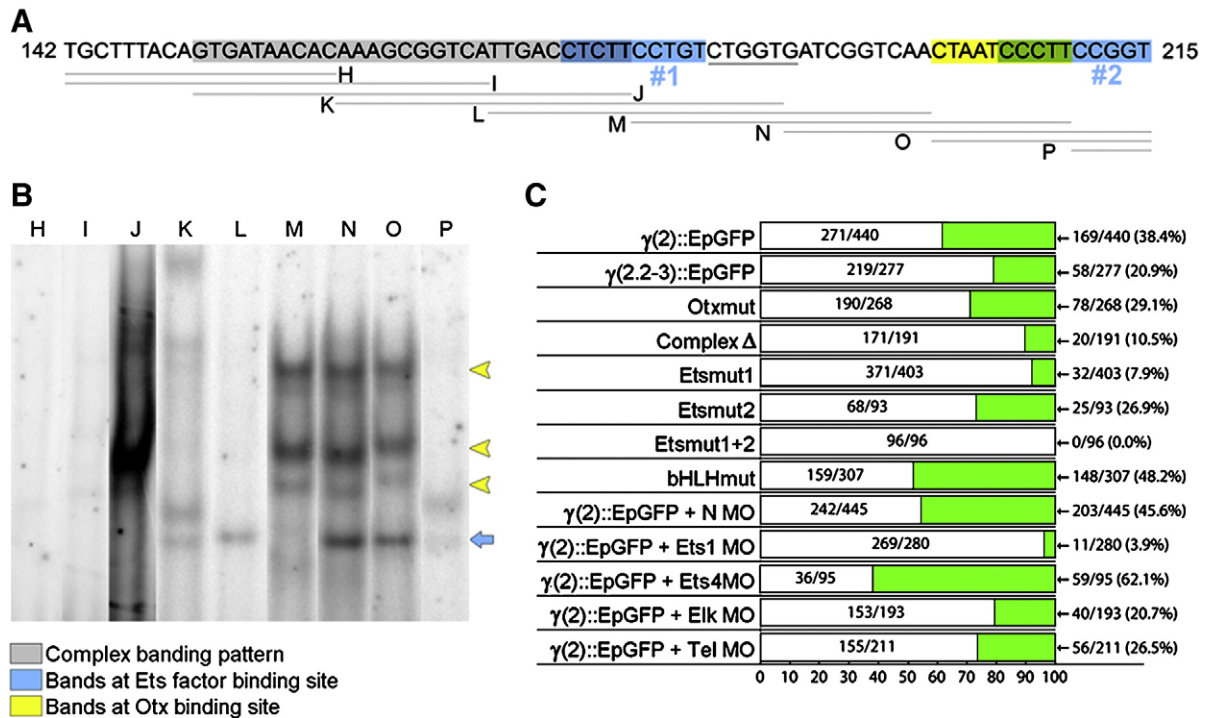 A
142 TGCTTTACAGTGATAACACAAAGCGGTCATTGACCTCTTCCTGTCTGGTGATCGGTCAACTAATCCCCTTCCGGT 215
#1 #2
H
I
J
K
L
M
N
O
P
B
H I J K L M N O P
Complex banding pattern
Bands at Ets factor binding site
Bands at Otx binding site
C
γ(2)::EpGFP 271/440 169/440 (38.4%)
γ(2.2-3)::EpGFP 219/277 58/277 (20.9%)
Otxmut 190/268 78/268 (29.1%)
Complex Δ 171/191 20/191 (10.5%)
Etsmut1 371/403 32/403 (7.9%)
Etsmut2 68/93 25/93 (26.9%)
Etsmut1+2 96/96 0/96 (0.0%)
bHLHmut 159/307 148/307 (48.2%)
γ(2)::EpGFP + N MO 242/445 203/445 (45.6%)
γ(2)::EpGFP + Ets1 MO 269/280 11/280 (3.9%)
γ(2)::EpGFP + Ets4MO 36/95 59/95 (62.1%)
γ(2)::EpGFP + Elk MO 153/193 40/193 (20.7%)
γ(2)::EpGFP + Tel MO 155/211 56/211 (26.5%)
0 10 20 30 40 50 60 70 80 90 100